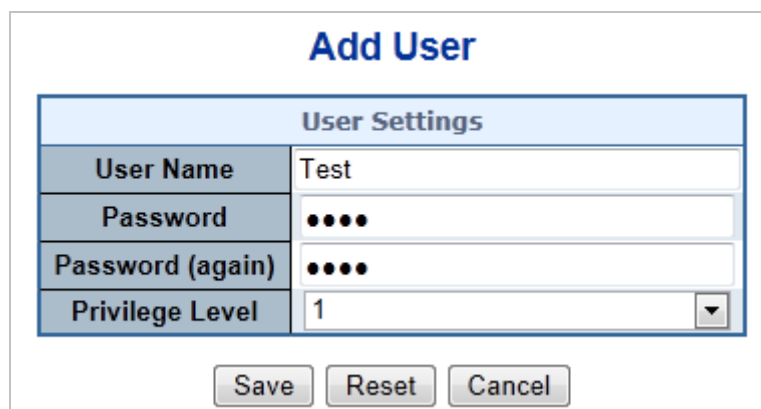 Add User
User Settings
User Name Test
Password ••••
Password (again) ••••
Privilege Level 1
Save Reset Cancel